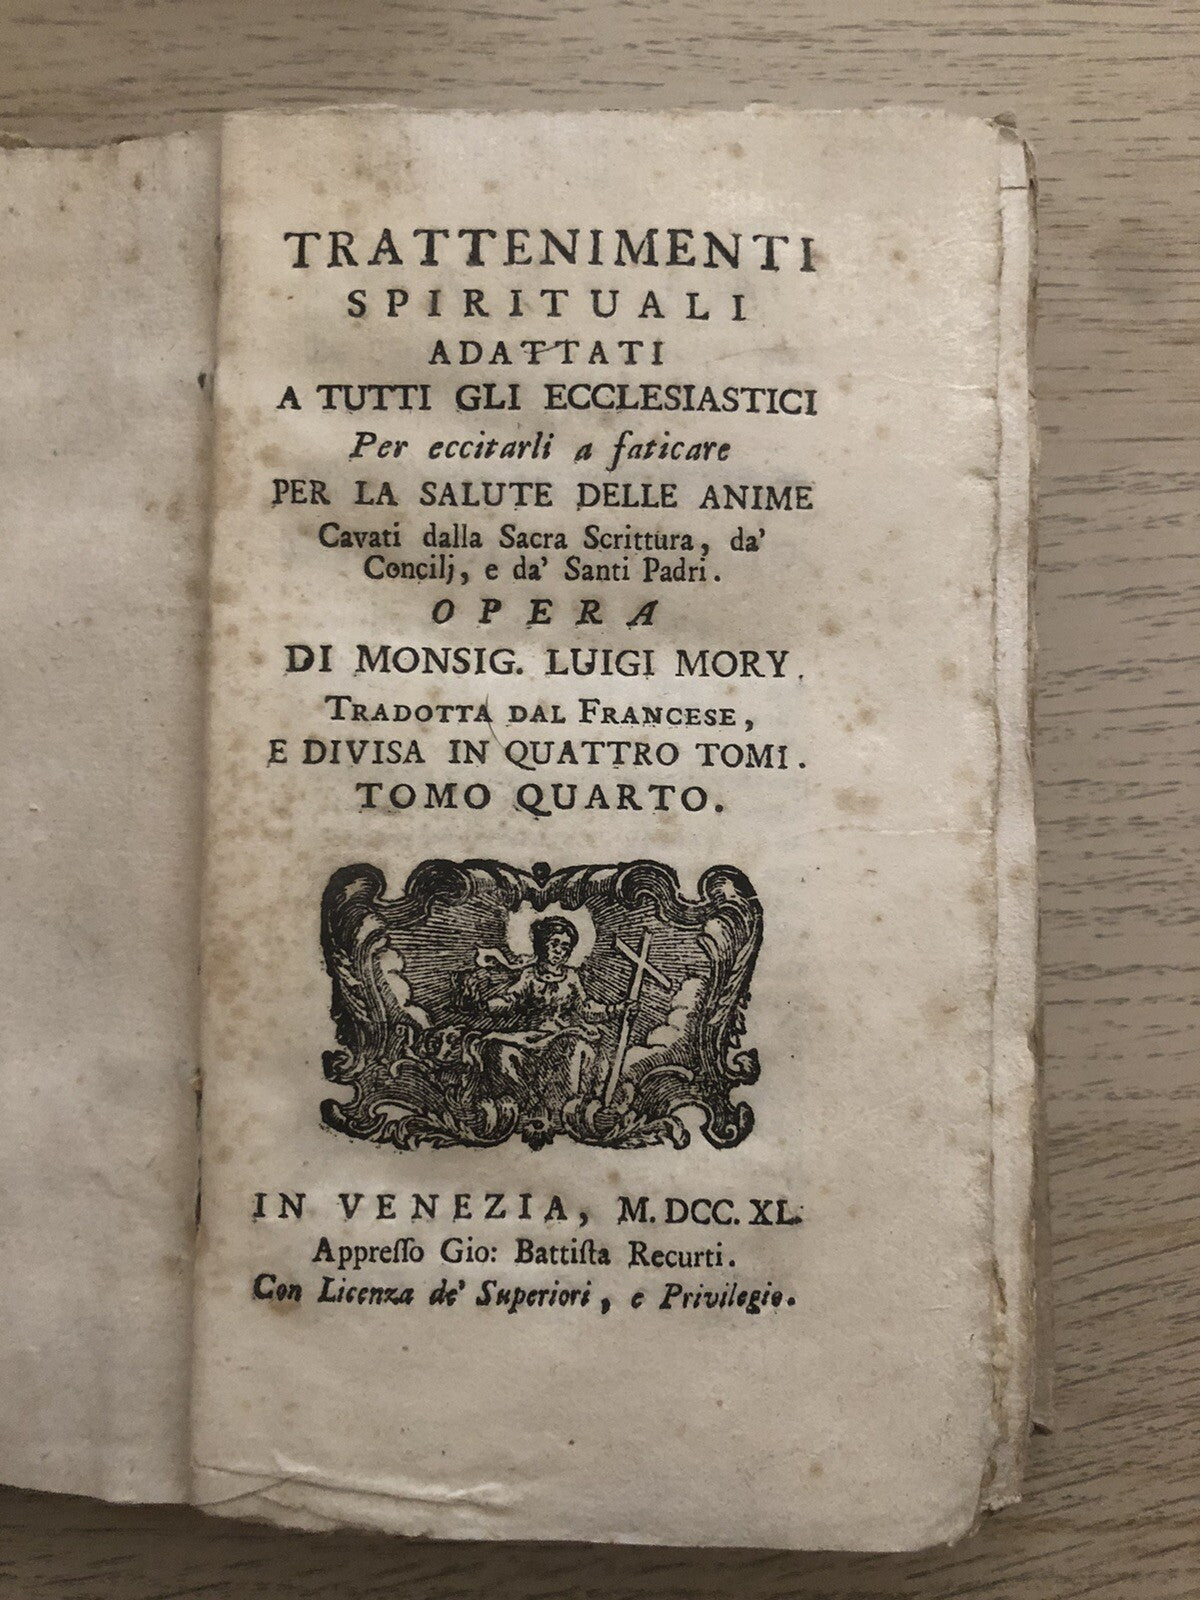 TRATTENIMENTI
SPIRITUALI
ADATTATI
A TUTTI GLI ECCLESIASTICI
Per eccitarli a faticare
PER LA SALUTE DELLE ANIME
Cavati dalla Sacra Scrittura, da'
Concilj, e da' Santi Padri.
OPERA
DI MONSIG. LUIGI MORY.
TRADOTTA DAL FRANCESE,
E DIVISA IN QUATTRO TOMI.
TOMO QUARTO.
IN VENEZIA, M. DCC. XL.
Appreſſo Gio: Battiſta Recurti.
Con Licenza de' Superiori, e Privilegio.